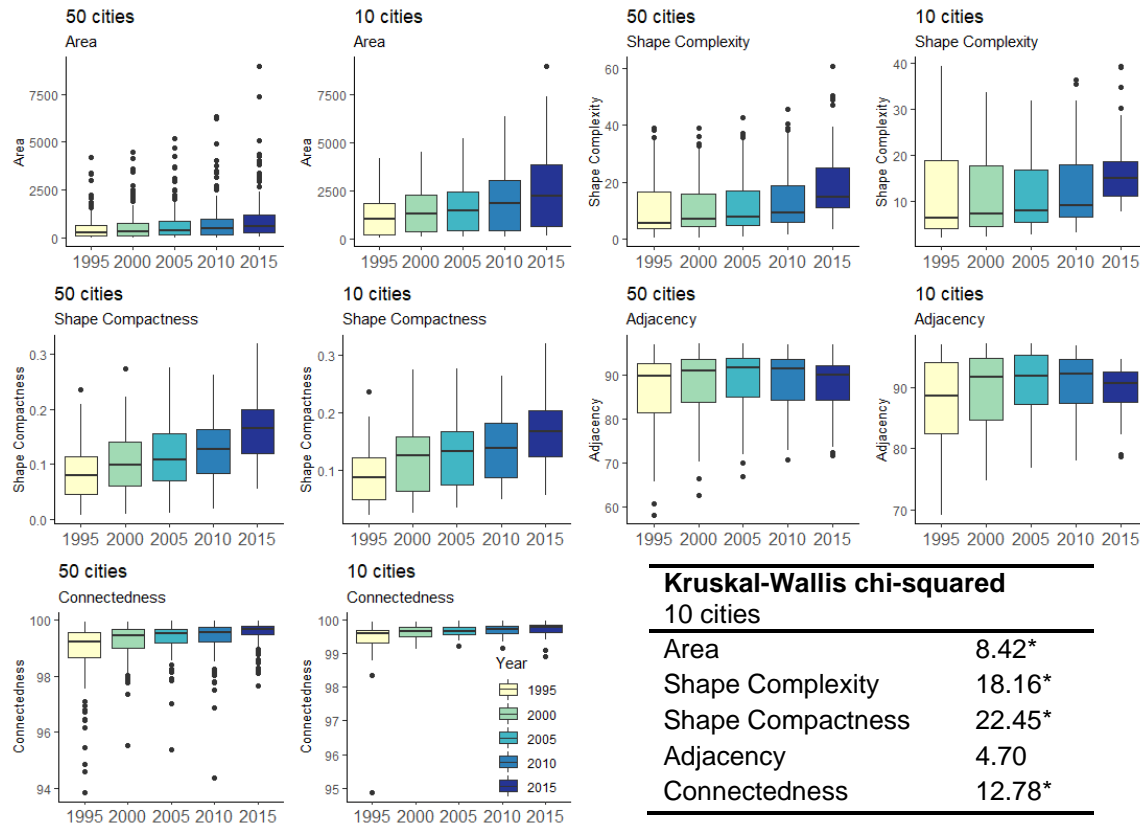 50 cities
Area
7500
5000
2500
0
Area
1995 2000 2005 2010 2015
10 cities
Area
7500
5000
2500
0
Area
1995 2000 2005 2010 2015
50 cities
Shape Complexity
60
40
20
0
Shape Complexity
1995 2000 2005 2010 2015
10 cities
Shape Complexity
40
30
20
10
Shape Complexity
1995 2000 2005 2010 2015
50 cities
Shape Compactness
0.3
0.2
0.1
0.0
Shape Compactness
1995 2000 2005 2010 2015
10 cities
Shape Compactness
0.3
0.2
0.1
Shape Compactness
1995 2000 2005 2010 2015
50 cities
Adjacency
90
80
70
60
Adjacency
1995 2000 2005 2010 2015
10 cities
Adjacency
90
80
70
Adjacency
1995 2000 2005 2010 2015
50 cities
Connectedness
100
98
96
94
Connectedness
1995 2000 2005 2010 2015
10 cities
Connectedness
100
99
98
97
96
95
Connectedness
Year
1995
2000
2005
2010
2015
1995 2000 2005 2010 2015
Kruskal-Wallis chi-squared
10 cities
Area 8.42*
Shape Complexity 18.16*
Shape Compactness 22.45*
Adjacency 4.70
Connectedness 12.78*